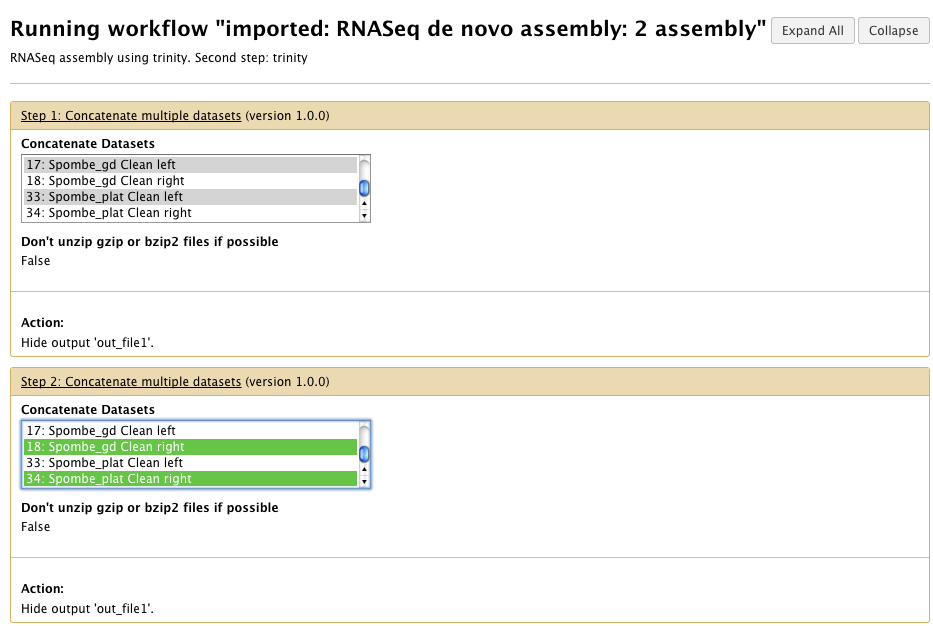 Running workflow "imported: RNASeq de novo assembly: 2 assembly" Expand All Collapse
RNASeq assembly using trinity. Second step: trinity
Step 1: Concatenate multiple datasets (version 1.0.0)
Concatenate Datasets
17: Spombe_gd Clean left
18: Spombe_gd Clean right
33: Spombe_plat Clean left
34: Spombe_plat Clean right
Don't unzip gzip or bzip2 files if possible
False
Action:
Hide output 'out_file1'.
Step 2: Concatenate multiple datasets (version 1.0.0)
Concatenate Datasets
17: Spombe_gd Clean left
18: Spombe_gd Clean right
33: Spombe_plat Clean left
34: Spombe_plat Clean right
Don't unzip gzip or bzip2 files if possible
False
Action:
Hide output 'out_file1'.